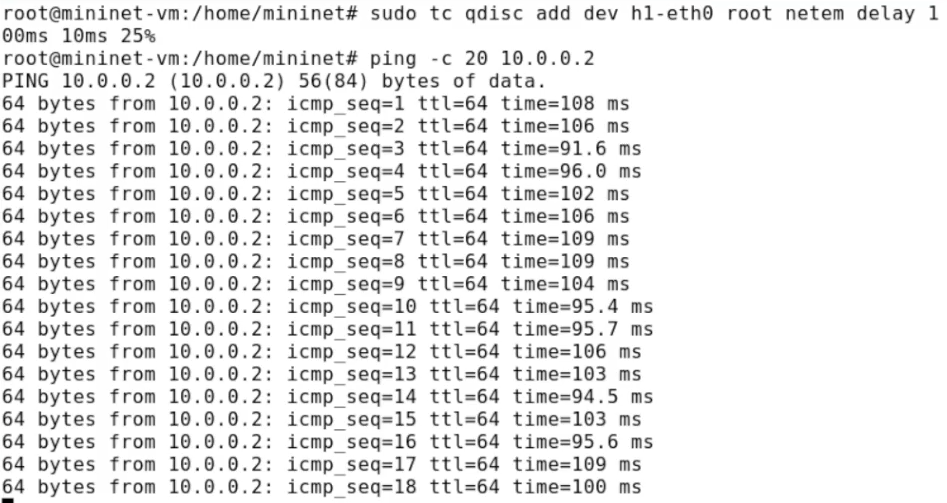 root@mininet-vm:/home/mininet# sudo tc qdisc add dev h1-eth0 root netem delay 1
00ms 10ms 25%
root@mininet-vm:/home/mininet# ping -c 20 10.0.0.2
PING 10.0.0.2 (10.0.0.2) 56(84) bytes of data.
64 bytes from 10.0.0.2: icmp_seq=1 ttl=64 time=108 ms
64 bytes from 10.0.0.2: icmp_seq=2 ttl=64 time=106 ms
64 bytes from 10.0.0.2: icmp_seq=3 ttl=64 time=91.6 ms
64 bytes from 10.0.0.2: icmp_seq=4 ttl=64 time=96.0 ms
64 bytes from 10.0.0.2: icmp_seq=5 ttl=64 time=102 ms
64 bytes from 10.0.0.2: icmp_seq=6 ttl=64 time=106 ms
64 bytes from 10.0.0.2: icmp_seq=7 ttl=64 time=109 ms
64 bytes from 10.0.0.2: icmp_seq=8 ttl=64 time=109 ms
64 bytes from 10.0.0.2: icmp_seq=9 ttl=64 time=104 ms
64 bytes from 10.0.0.2: icmp_seq=10 ttl=64 time=95.4 ms
64 bytes from 10.0.0.2: icmp_seq=11 ttl=64 time=95.7 ms
64 bytes from 10.0.0.2: icmp_seq=12 ttl=64 time=106 ms
64 bytes from 10.0.0.2: icmp_seq=13 ttl=64 time=103 ms
64 bytes from 10.0.0.2: icmp_seq=14 ttl=64 time=94.5 ms
64 bytes from 10.0.0.2: icmp_seq=15 ttl=64 time=103 ms
64 bytes from 10.0.0.2: icmp_seq=16 ttl=64 time=95.6 ms
64 bytes from 10.0.0.2: icmp_seq=17 ttl=64 time=109 ms
64 bytes from 10.0.0.2: icmp_seq=18 ttl=64 time=100 ms